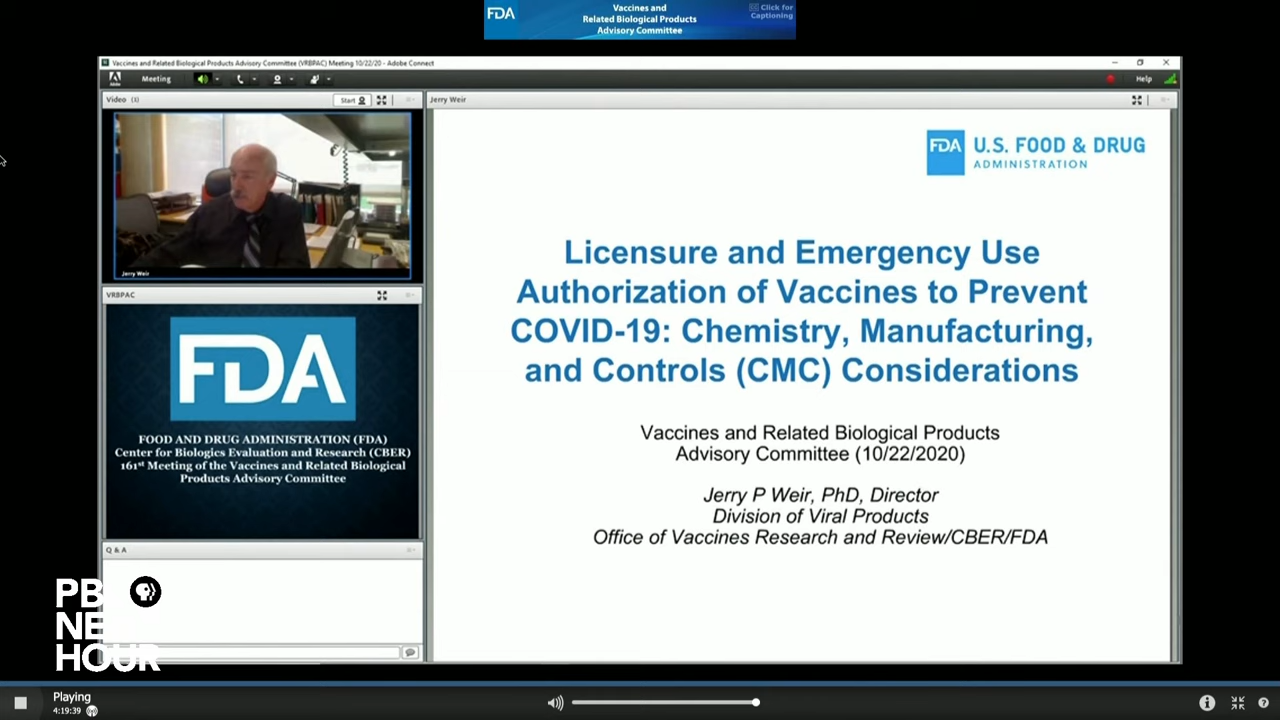 FDA
Vaccines and
Related Biological Products
Advisory Committee
CC Click for
Captioning
Vaccines and Related Biological Products Advisory Committee (VRBPAC) Meeting 10/22/20 - Adobe Connect
Meeting
Help
Video (1)
Start
Jerry Weir
Jerry Weir
VRBPAC
FDA
FOOD AND DRUG ADMINISTRATION (FDA)
Center for Biologics Evaluation and Research (CBER)
161st Meeting of the Vaccines and Related Biological
Products Advisory Committee
Q & A
FDA U.S. FOOD & DRUG
ADMINISTRATION
Licensure and Emergency Use
Authorization of Vaccines to Prevent
COVID-19: Chemistry, Manufacturing,
and Controls (CMC) Considerations
Vaccines and Related Biological Products
Advisory Committee (10/22/2020)
Jerry P Weir, PhD, Director
Division of Viral Products
Office of Vaccines Research and Review/CBER/FDA
PBS
NEWS
HOUR
Playing
4:19:39